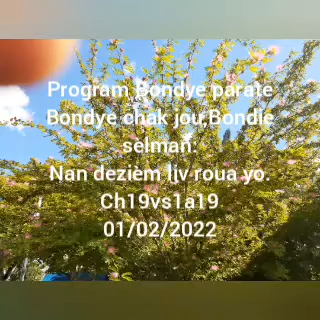 Program Bondye parate
Bondye chak jou,Bondie
selman.
Nan dezièm liv roua yo.
Ch19vs1a19
01/02/2022